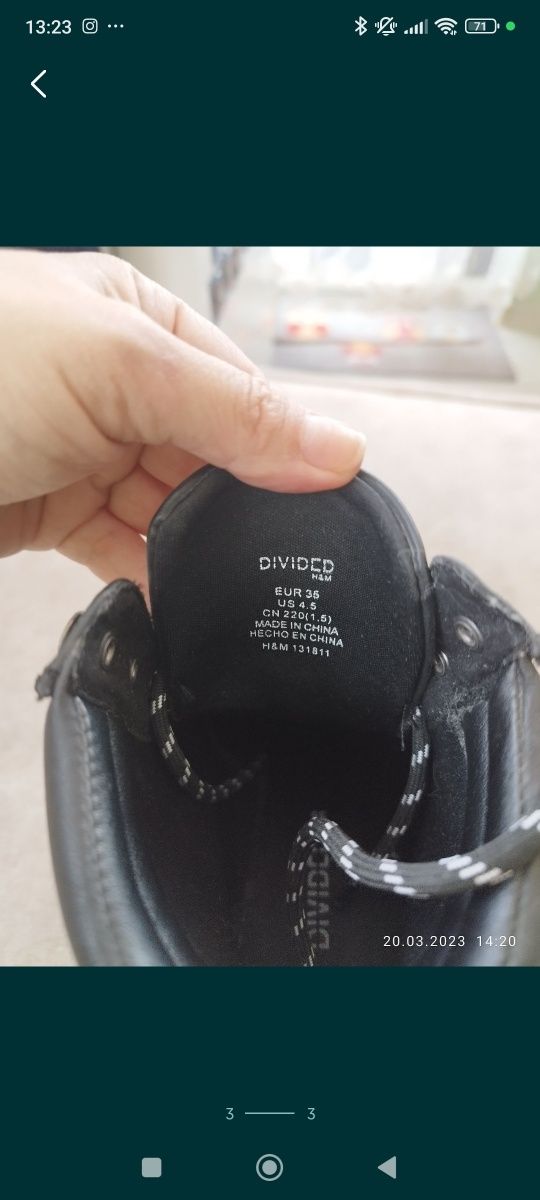 13:23
71
DIVIDED
H&M
EUR 35
US 4.5
CN 220(1.5)
MADE IN CHINA
HECHO EN CHINA
H&M 131811
DIVIDED
20.03.2023 14:20
3
3